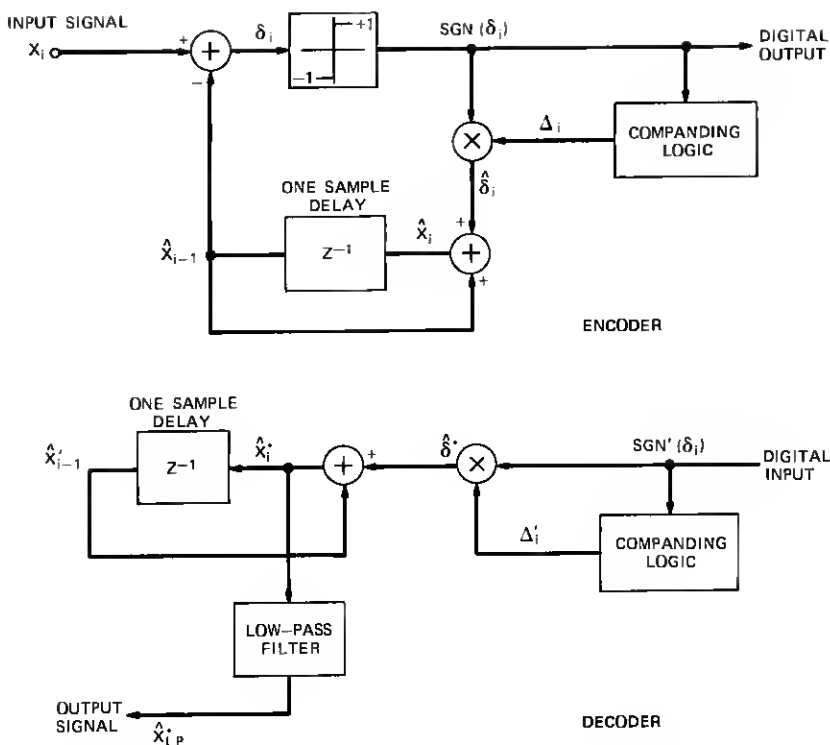 INPUT SIGNAL
Xᵢ
+
+
-
δᵢ
+1
-1
SGN (δᵢ)
DIGITAL
OUTPUT
×
Δᵢ
COMPANDING
LOGIC
δ̂ᵢ
ONE SAMPLE
DELAY
X̂ᵢ₋₁
Z⁻¹
X̂ᵢ
+
+
+
ENCODER
ONE SAMPLE
DELAY
X̂'ᵢ₋₁
Z⁻¹
X̂'ᵢ
+
+
δ̂'
×
SGN' (δᵢ)
DIGITAL
INPUT
Δ'ᵢ
COMPANDING
LOGIC
LOW-PASS
FILTER
OUTPUT
SIGNAL
X̂'LP
DECODER